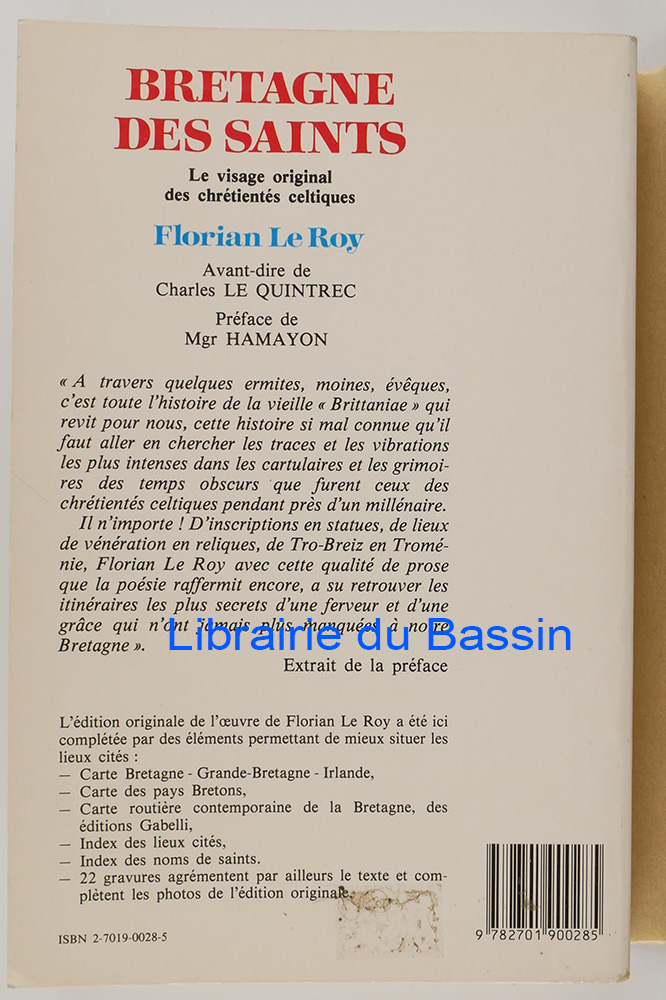 BRETAGNE
DES SAINTS
Le visage original
des chrétientés celtiques
Florian Le Roy
Avant-dire de
Charles LE QUINTREC
Préface de
Mgr HAMAYON
« A travers quelques ermites, moines, évêques,
c'est toute l'histoire de la vieille « Brittaniae » qui
revit pour nous, cette histoire si mal connue qu'il
faut aller en chercher les traces et les vibrations
les plus intenses dans les cartulaires et les grimoi-
res des temps obscurs que furent ceux des
chrétientés celtiques pendant près d'un millénaire.
Il n'importe ! D'inscriptions en statues, de lieux
de vénération en reliques, de Tro-Breiz en Tromé-
nie, Florian Le Roy avec cette qualité de prose
que la poésie raffermit encore, a su retrouver les
itinéraires les plus secrets d'une ferveur et d'une
grâce qui n'ont jamais plus manquées à notre
Librairie du Bassin
Bretagne ».
Extrait de la préface
L'édition originale de l'œuvre de Florian Le Roy a été ici
complétée par des éléments permettant de mieux situer les
lieux cités :
— Carte Bretagne - Grande-Bretagne - Irlande,
— Carte des pays Bretons,
— Carte routière contemporaine de la Bretagne, des
éditions Gabelli,
— Index des lieux cités,
— Index des noms de saints.
— 22 gravures agrémentent par ailleurs le texte et com-
plètent les photos de l'édition originale.
ISBN 2-7019-0028-5
9 782701 900285